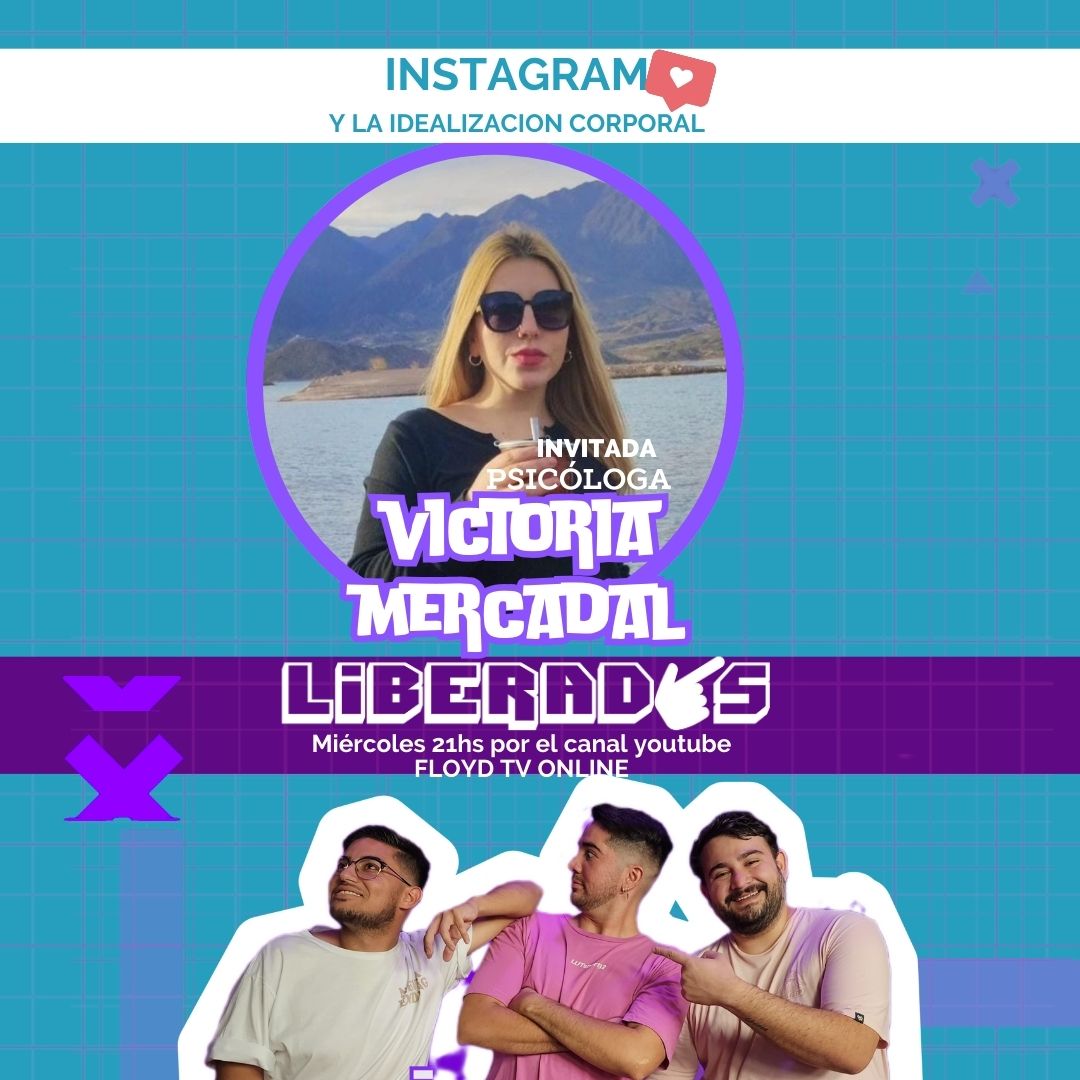 INSTAGRAM
Y LA IDEALIZACION CORPORAL
INVITADA
PSICÓLOGA
VICTORIA
MERCADAL
LiBERADOS
Miércoles 21hs por el canal youtube
FLOYD TV ONLINE